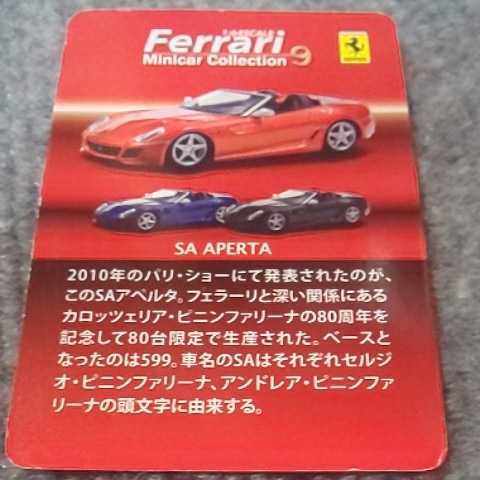 1/64SCALE
Ferrari
Minicar Collection 9
SA APERTA
2010年のパリ・ショーにて発表されたのが、
このSAアペルタ。フェラーリと深い関係にある
カロッツェリア・ピニンファリーナの80周年を
記念して80台限定で生産された。ベースと
なったのは599。車名のSAはそれぞれセルジ
オ・ピニンファリーナ、アンドレア・ピニンファ
リーナの頭文字に由来する。